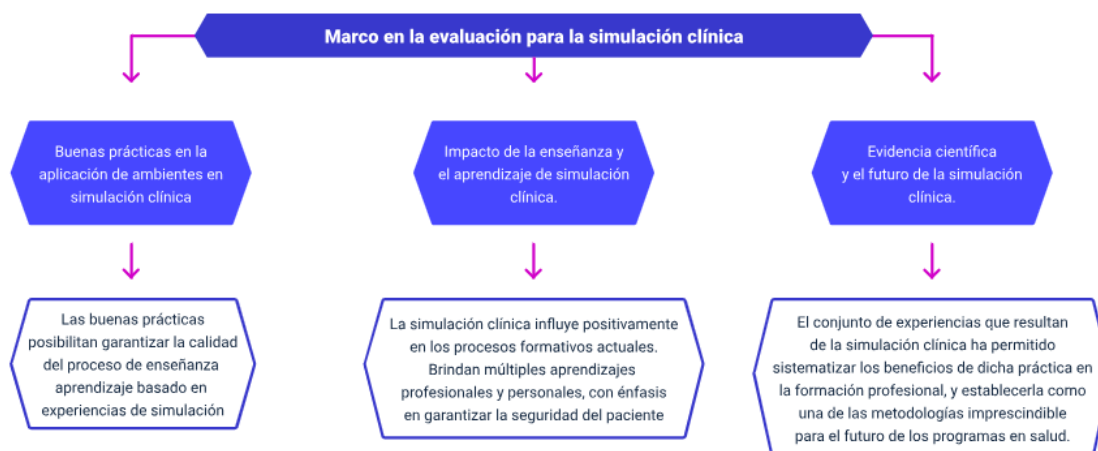 Marco en la evaluación para la simulación clínica
Buenas prácticas en la
aplicación de ambientes en
simulación clínica
Impacto de la enseñanza y
el aprendizaje de simulación
clínica.
Evidencia científica
y el futuro de la simulación
clínica.
Las buenas prácticas
posibilitan garantizar la calidad
del proceso de enseñanza
aprendizaje basado en
experiencias de simulación
La simulación clínica influye positivamente
en los procesos formativos actuales.
Brindan múltiples aprendizajes
profesionales y personales, con énfasis
en garantizar la seguridad del paciente
El conjunto de experiencias que resultan
de la simulación clínica ha permitido
sistematizar los beneficios de dicha práctica en
la formación profesional, y establecerla como
una de las metodologías imprescindible
para el futuro de los programas en salud.